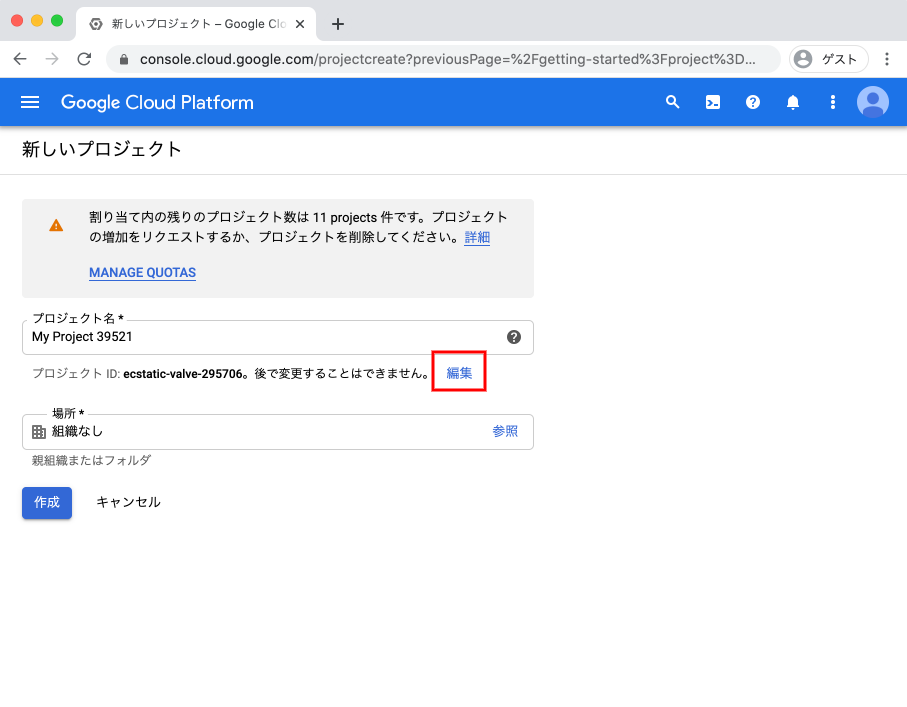 新しいプロジェクト – Google Clo
console.cloud.google.com/projectcreate?previousPage=%2Fgetting-started%3Fproject%3D...
ゲスト
Google Cloud Platform
新しいプロジェクト
割り当て内の残りのプロジェクト数は 11 projects 件です。プロジェクト
の増加をリクエストするか、プロジェクトを削除してください。詳細
MANAGE QUOTAS
プロジェクト名 *
My Project 39521
プロジェクト ID: ecstatic-valve-295706。後で変更することはできません。 編集
場所 *
組織なし 参照
親組織またはフォルダ
作成 キャンセル